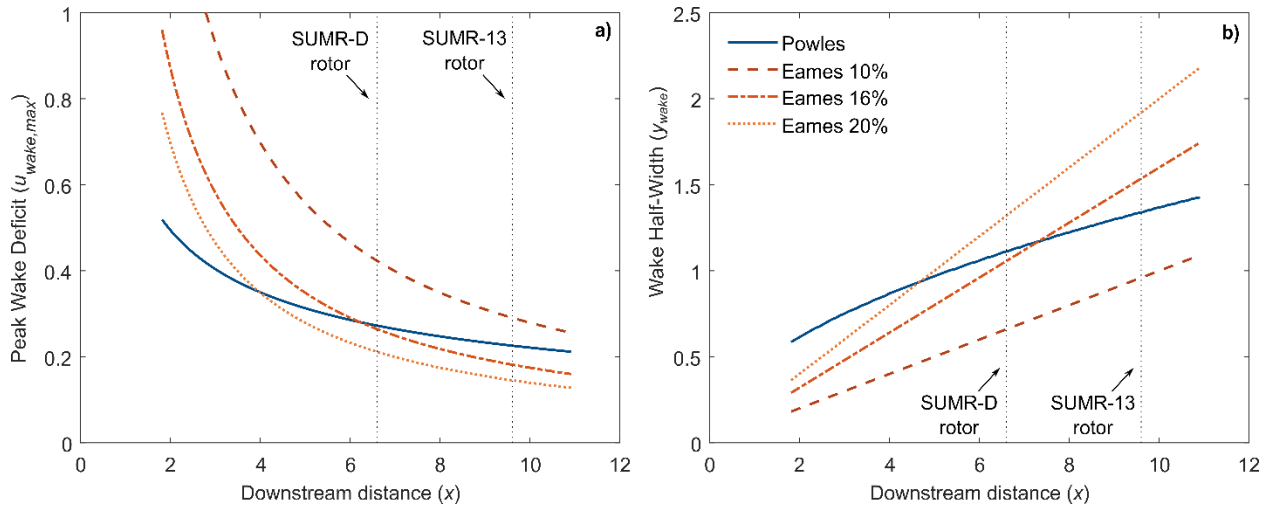 a)
SUMR-D
rotor
SUMR-13
rotor
Peak Wake Deficit (u_wake,max)
1
0.8
0.6
0.4
0.2
0
0
2
4
6
8
10
12
Downstream distance (x)
b)
Powles
Eames 10%
Eames 16%
Eames 20%
SUMR-D
rotor
SUMR-13
rotor
Wake Half-Width (y_wake)
2.5
2
1.5
1
0.5
0
0
2
4
6
8
10
12
Downstream distance (x)